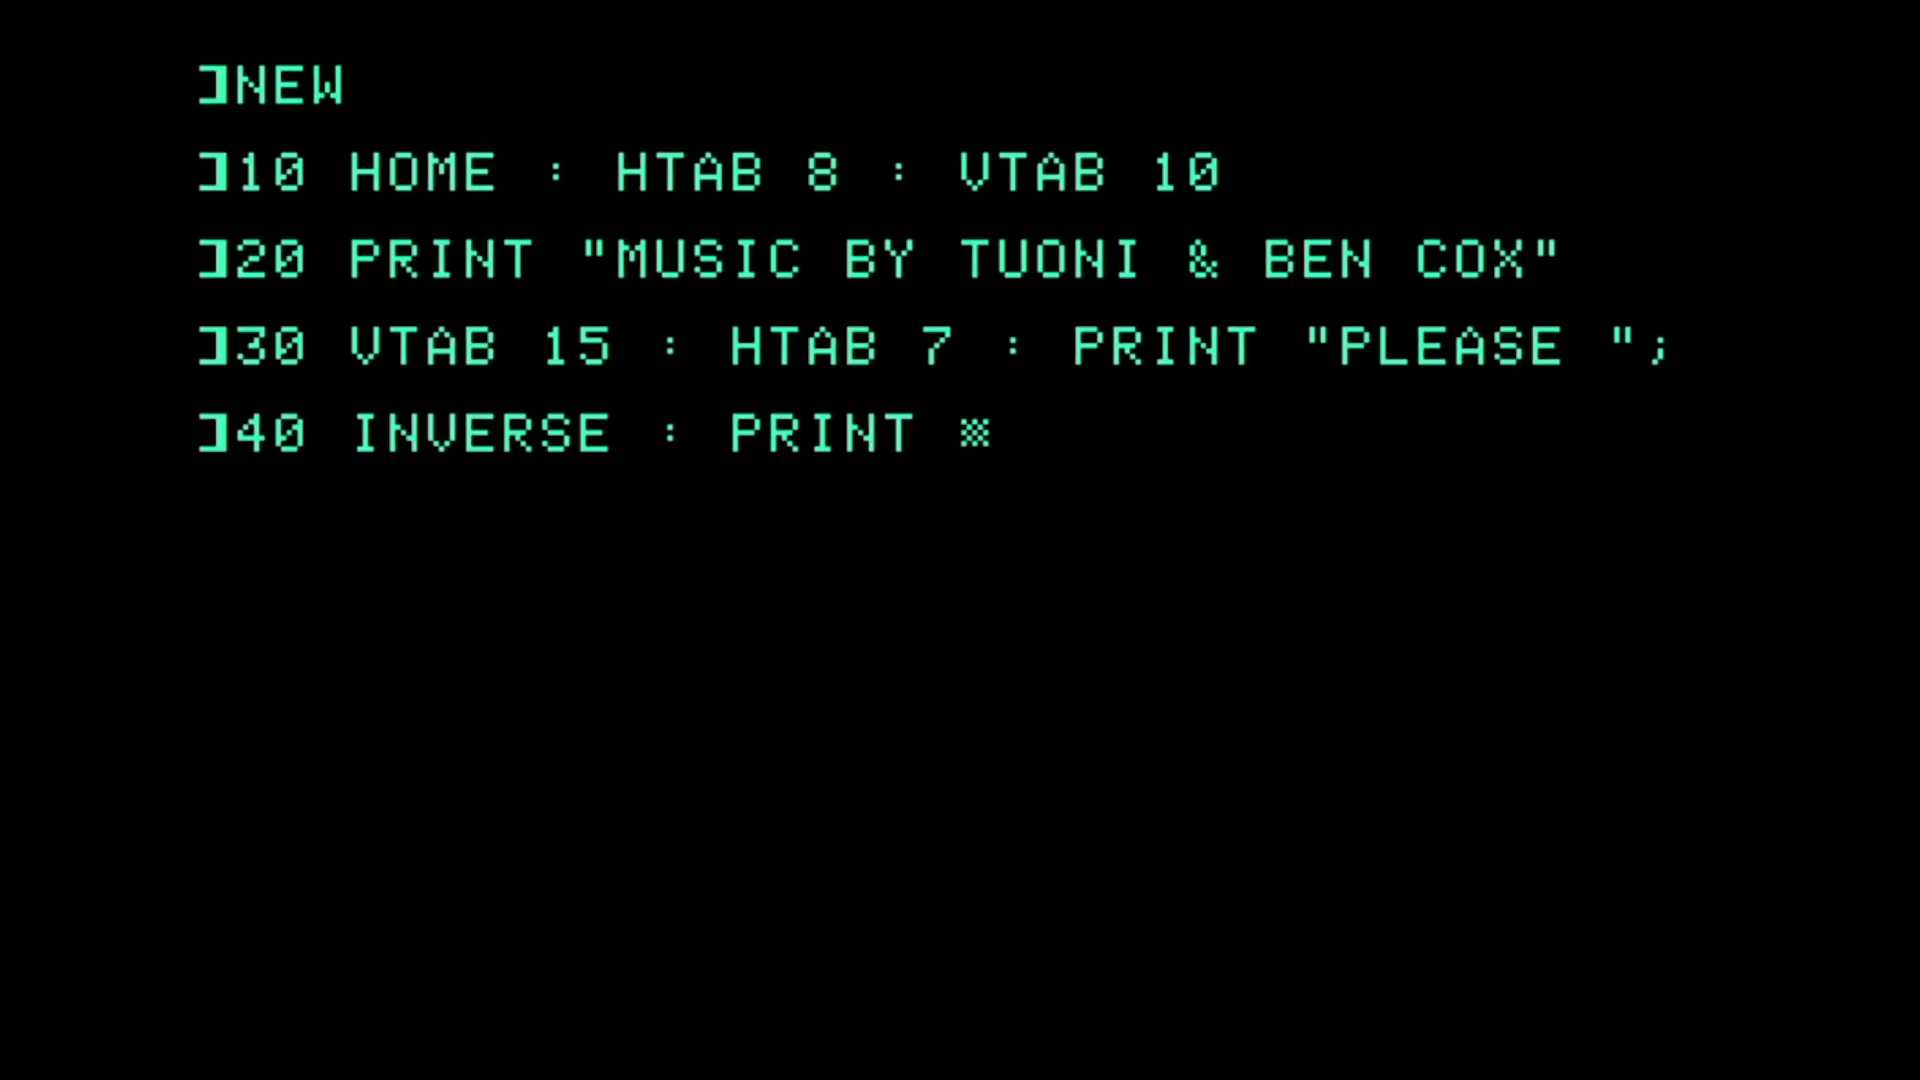 ]NEW
]10 HOME : HTAB 8 : VTAB 10
]20 PRINT "MUSIC BY TUONI & BEN COX"
]30 VTAB 15 : HTAB 7 : PRINT "PLEASE ";
]40 INVERSE : PRINT